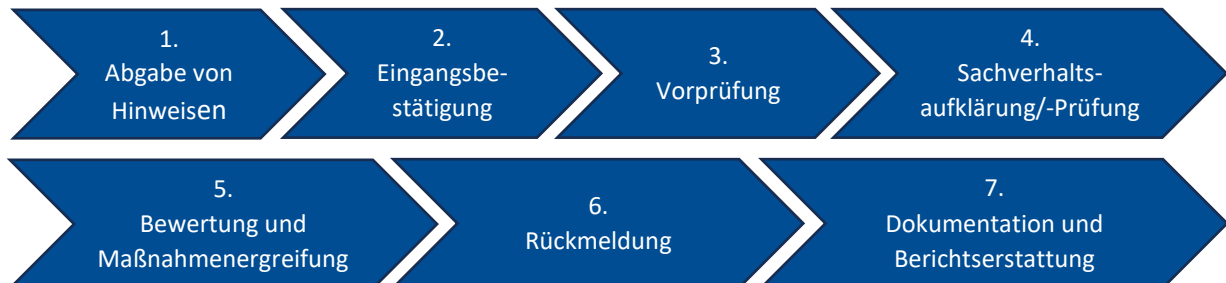 1.
Abgabe von
Hinweisen
2.
Eingangsbe-
stätigung
3.
Vorprüfung
4.
Sachverhalts-
aufklärung/-Prüfung
5.
Bewertung und
Maßnahmenergreifung
6.
Rückmeldung
7.
Dokumentation und
Berichtserstattung